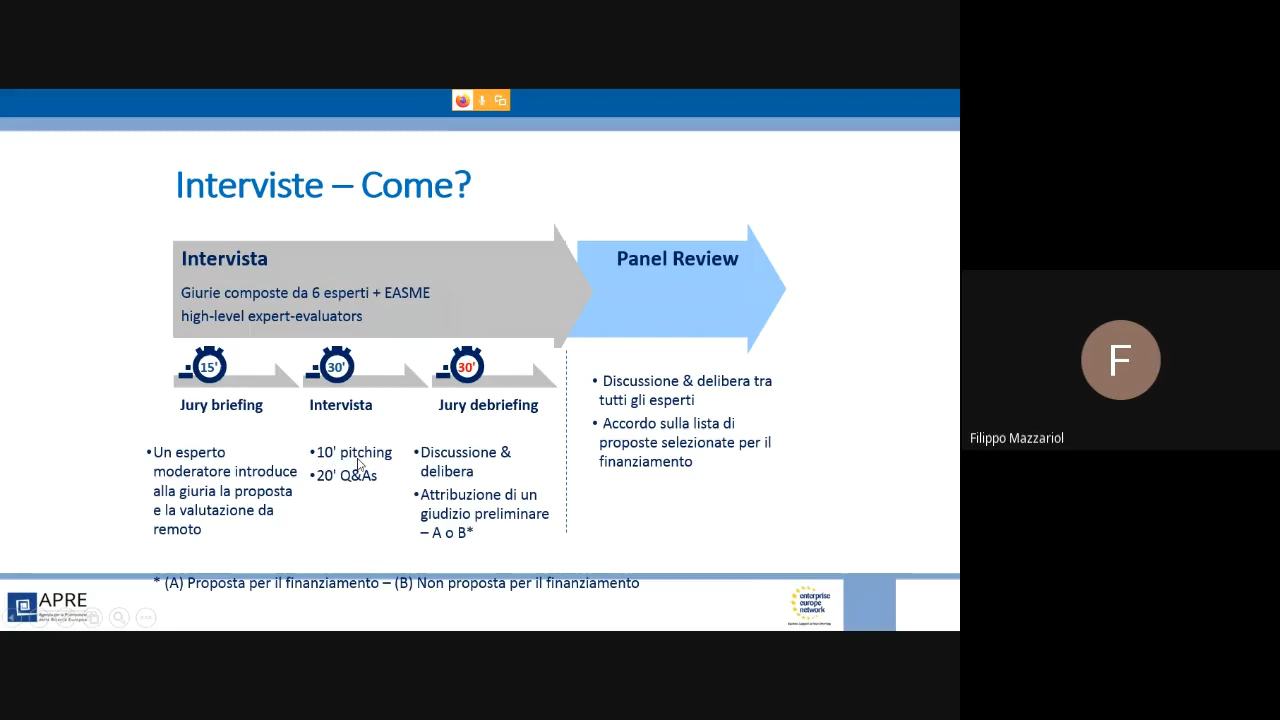 Interviste – Come?
Intervista
Giurie composte da 6 esperti + EASME
high-level expert-evaluators
Panel Review
15'
30'
30'
Jury briefing
Intervista
Jury debriefing
•Un esperto
moderatore introduce
alla giuria la proposta
e la valutazione da
remoto
•10' pitching
•20' Q&As
•Discussione &
delibera
•Attribuzione di un
giudizio preliminare
– A o B*
• Discussione & delibera tra
tutti gli esperti
• Accordo sulla lista di
proposte selezionate per il
finanziamento
* (A) Proposta per il finanziamento – (B) Non proposta per il finanziamento
APRE
enterprise
europe
network
F
Filippo Mazzariol